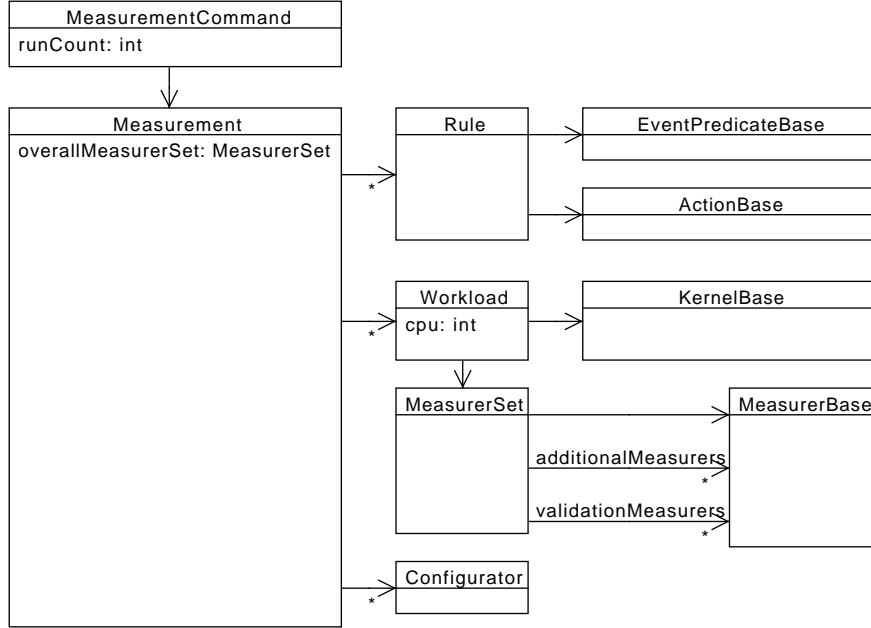 MeasurementCommand
runCount: int
Measurement
overallMeasurerSet: MeasurerSet
*
Rule
EventPredicateBase
ActionBase
*
Workload
cpu: int
KernelBase
MeasurerSet
MeasurerBase
additionalMeasurers
*
validationMeasurers
*
*
Configurator